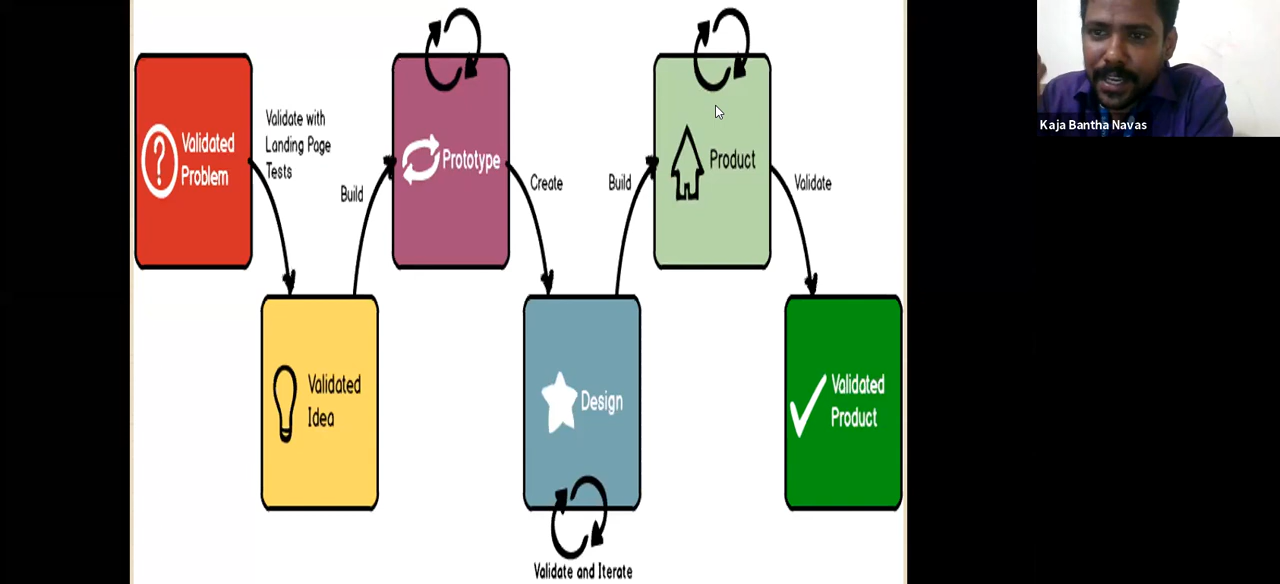 Validated
Problem
Validate with
Landing Page
Tests
Build
Prototype
Create
Build
Product
Validate
Validated
Idea
Design
Validated
Product
Validate and Iterate
Kaja Bantha Navas